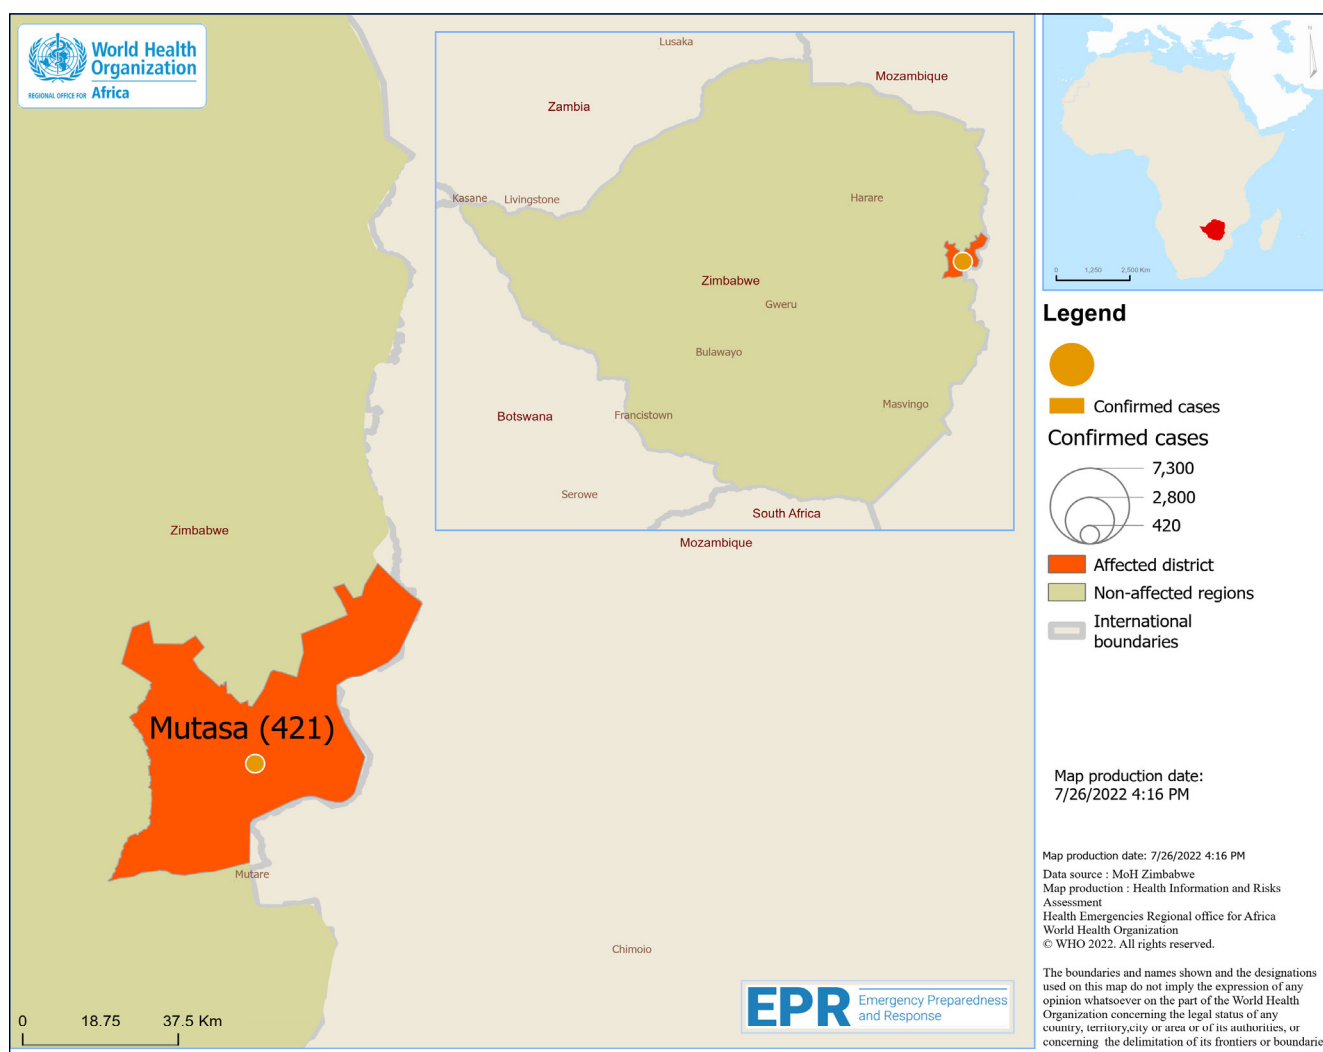 World Health
Organization
REGIONAL OFFICE FOR Africa
Lusaka
Mozambique
Zambia
Kasane
Livingstone
Harare
Zimbabwe
Gweru
Bulawayo
Botswana
Francistown
Masvingo
Serowe
South Africa
Zimbabwe
Mozambique
Mutasa (421)
Mutare
Chimoio
0 18.75 37.5 Km
EPR Emergency Preparedness
and Response
N
0 1,250 2,500 Km
Legend
Confirmed cases
Confirmed cases
7,300
2,800
420
Affected district
Non-affected regions
International
boundaries
Map production date:
7/26/2022 4:16 PM
Map production date: 7/26/2022 4:16 PM
Data source : MoH Zimbabwe
Map production : Health Information and Risks
Assessment
Health Emergencies Regional office for Africa
World Health Organization
© WHO 2022. All rights reserved.
The boundaries and names shown and the designations
used on this map do not imply the expression of any
opinion whatsoever on the part of the World Health
Organization concerning the legal status of any
country, territory,city or area or of its authorities, or
concerning the delimitation of its frontiers or boundarie